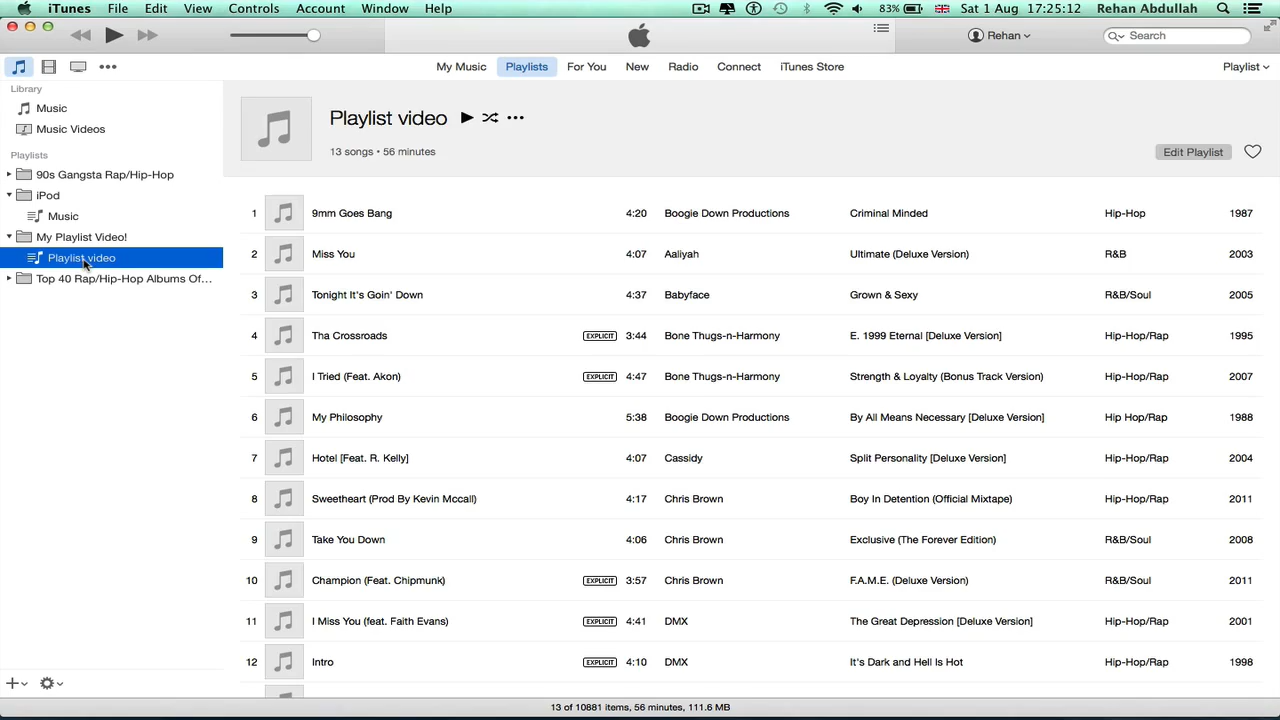 iTunes File Edit View Controls Account Window Help 83% Sat 1 Aug 17:25:12 Rehan Abdullah
Rehan Search
My Music Playlists For You New Radio Connect iTunes Store Playlist
Library
Music
Music Videos
Playlists
90s Gangsta Rap/Hip-Hop
iPod
Music
My Playlist Video!
Playlist video
Top 40 Rap/Hip-Hop Albums Of...
Playlist video
13 songs • 56 minutes
Edit Playlist
1 9mm Goes Bang 4:20 Boogie Down Productions Criminal Minded Hip-Hop 1987
2 Miss You 4:07 Aaliyah Ultimate (Deluxe Version) R&B 2003
3 Tonight It's Goin' Down 4:37 Babyface Grown & Sexy R&B/Soul 2005
4 Tha Crossroads EXPLICIT 3:44 Bone Thugs-n-Harmony E. 1999 Eternal [Deluxe Version] Hip-Hop/Rap 1995
5 I Tried (Feat. Akon) EXPLICIT 4:47 Bone Thugs-n-Harmony Strength & Loyalty (Bonus Track Version) Hip-Hop/Rap 2007
6 My Philosophy 5:38 Boogie Down Productions By All Means Necessary [Deluxe Version] Hip Hop/Rap 1988
7 Hotel [Feat. R. Kelly] 4:07 Cassidy Split Personality [Deluxe Version] Hip-Hop/Rap 2004
8 Sweetheart (Prod By Kevin Mccall) 4:17 Chris Brown Boy In Detention (Official Mixtape) Hip-Hop/Rap 2011
9 Take You Down 4:06 Chris Brown Exclusive (The Forever Edition) R&B/Soul 2008
10 Champion (Feat. Chipmunk) EXPLICIT 3:57 Chris Brown F.A.M.E. (Deluxe Version) R&B/Soul 2011
11 I Miss You (feat. Faith Evans) EXPLICIT 4:41 DMX The Great Depression [Deluxe Version] Hip-Hop/Rap 2001
12 Intro EXPLICIT 4:10 DMX It's Dark and Hell Is Hot Hip-Hop/Rap 1998
13 of 10881 items, 56 minutes, 111.6 MB